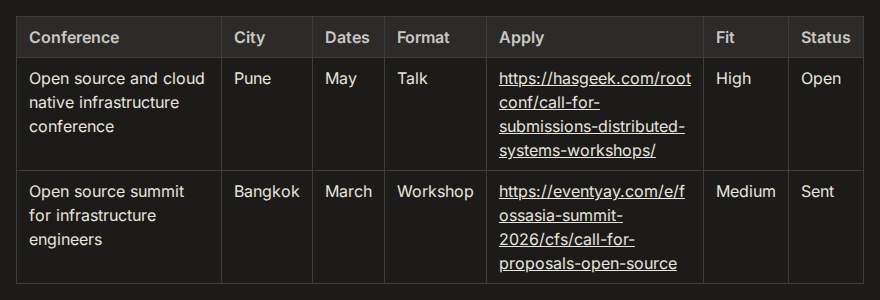 Conference City Dates Format Apply Fit Status
Open source and cloud Pune May Talk https://hasgeek.com/root High Open
native infrastructure conf/call-for-
conference submissions-distributed-
systems-workshops/
Open source summit Bangkok March Workshop https://eventyay.com/e/f Medium Sent
for infrastructure ossasia-summit-
engineers 2026/cfs/call-for-
proposals-open-source